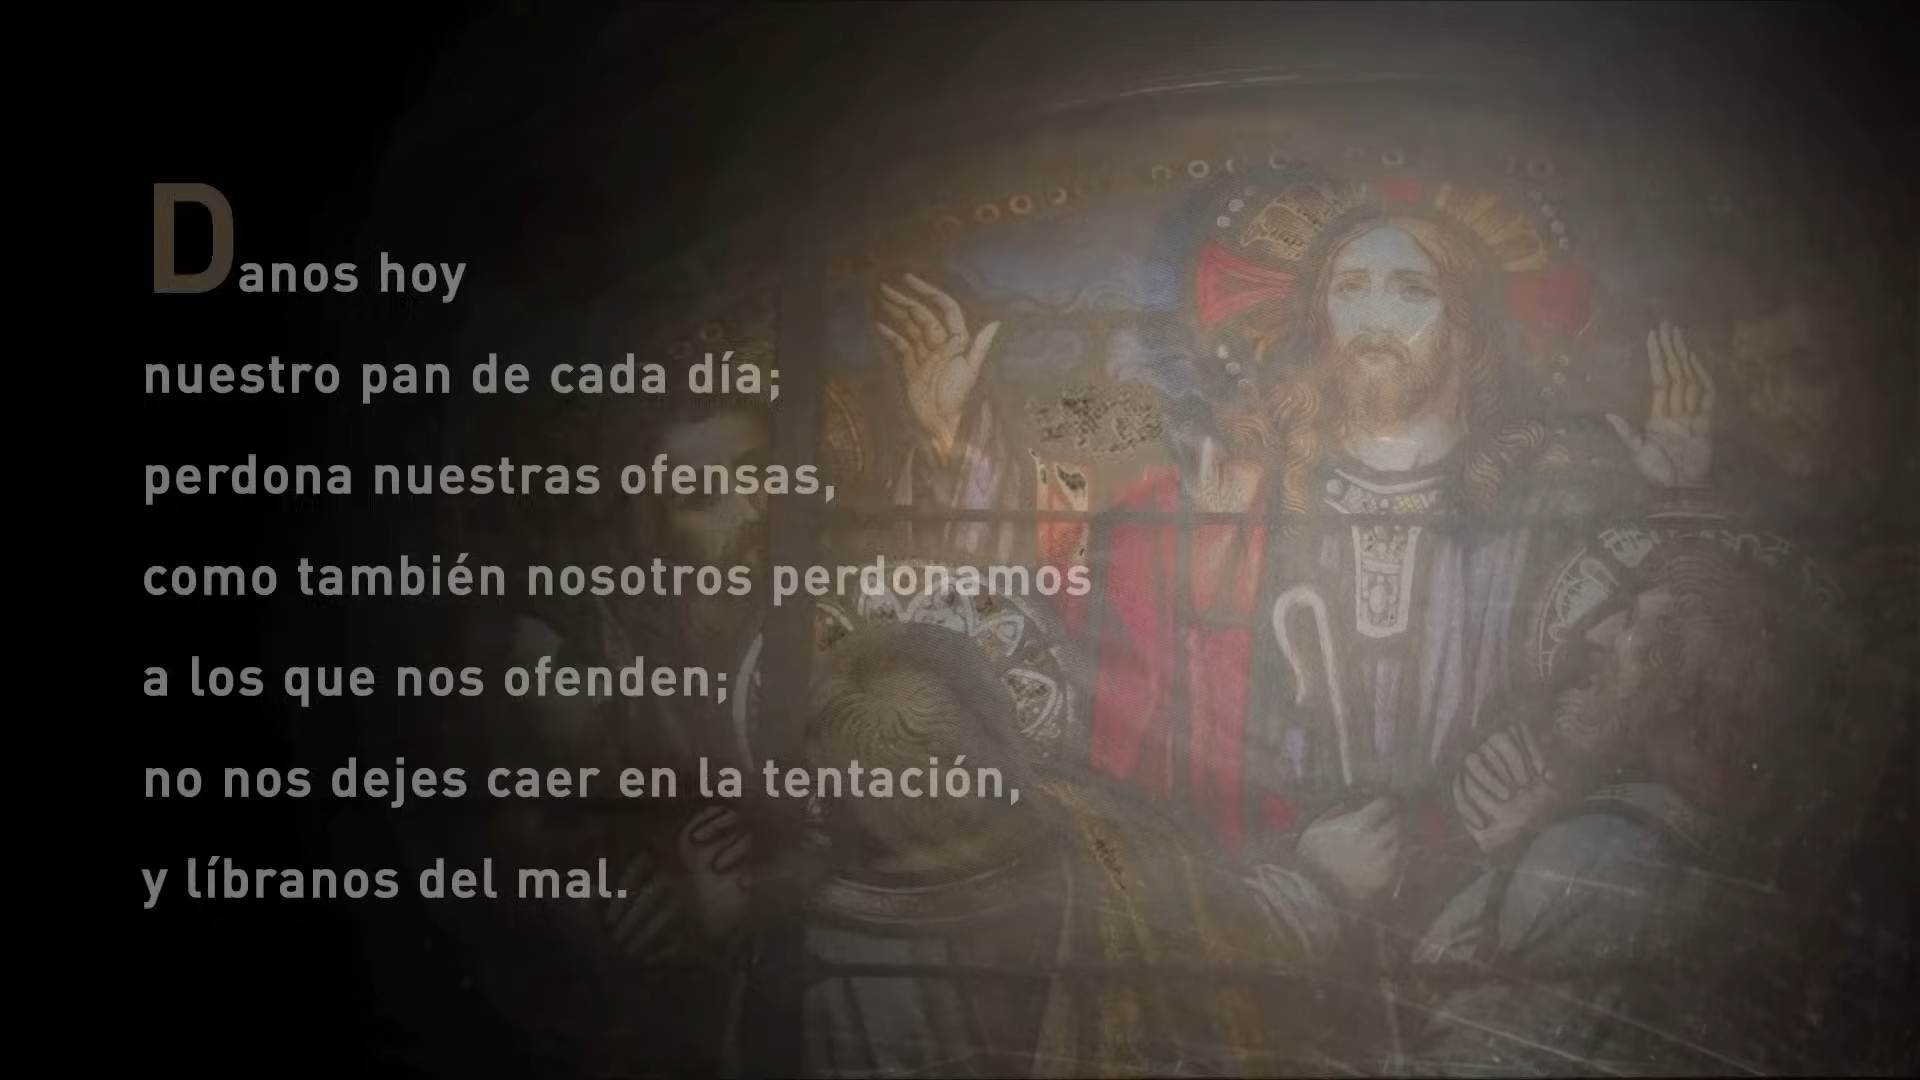 Danos hoy
nuestro pan de cada día;
perdona nuestras ofensas,
como también nosotros perdonamos
a los que nos ofenden;
no nos dejes caer en la tentación,
y líbranos del mal.